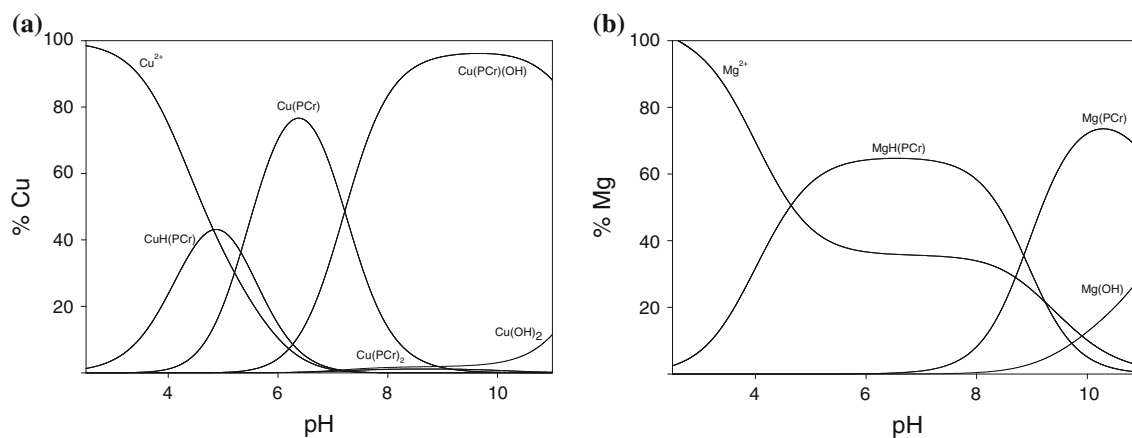 (a)
100
80
60
40
20
% Cu
Cu2+
CuH(PCr)
Cu(PCr)
Cu(PCr)(OH)
Cu(PCr)2
Cu(OH)2
4 6 8 10
pH
(b)
100
80
60
40
20
0
% Mg
Mg2+
MgH(PCr)
Mg(PCr)
Mg(OH)
4 6 8 10
pH